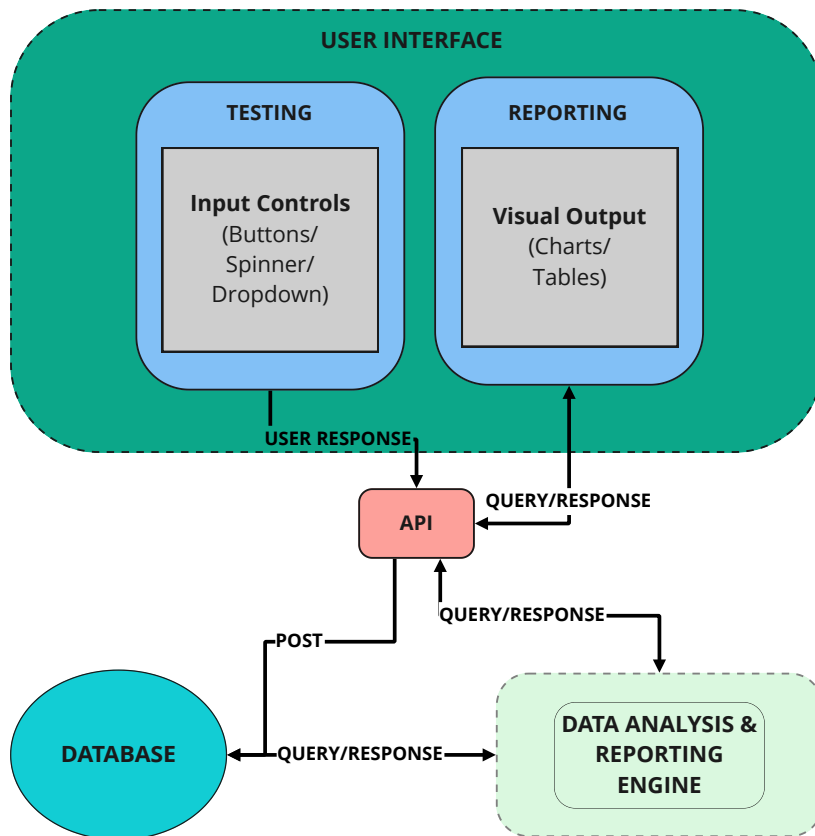 USER INTERFACE
TESTING
REPORTING
Input Controls
(Buttons/
Spinner/
Dropdown)
Visual Output
(Charts/
Tables)
USER RESPONSE
QUERY/RESPONSE
API
QUERY/RESPONSE
POST
DATABASE
QUERY/RESPONSE
DATA ANALYSIS &
REPORTING
ENGINE